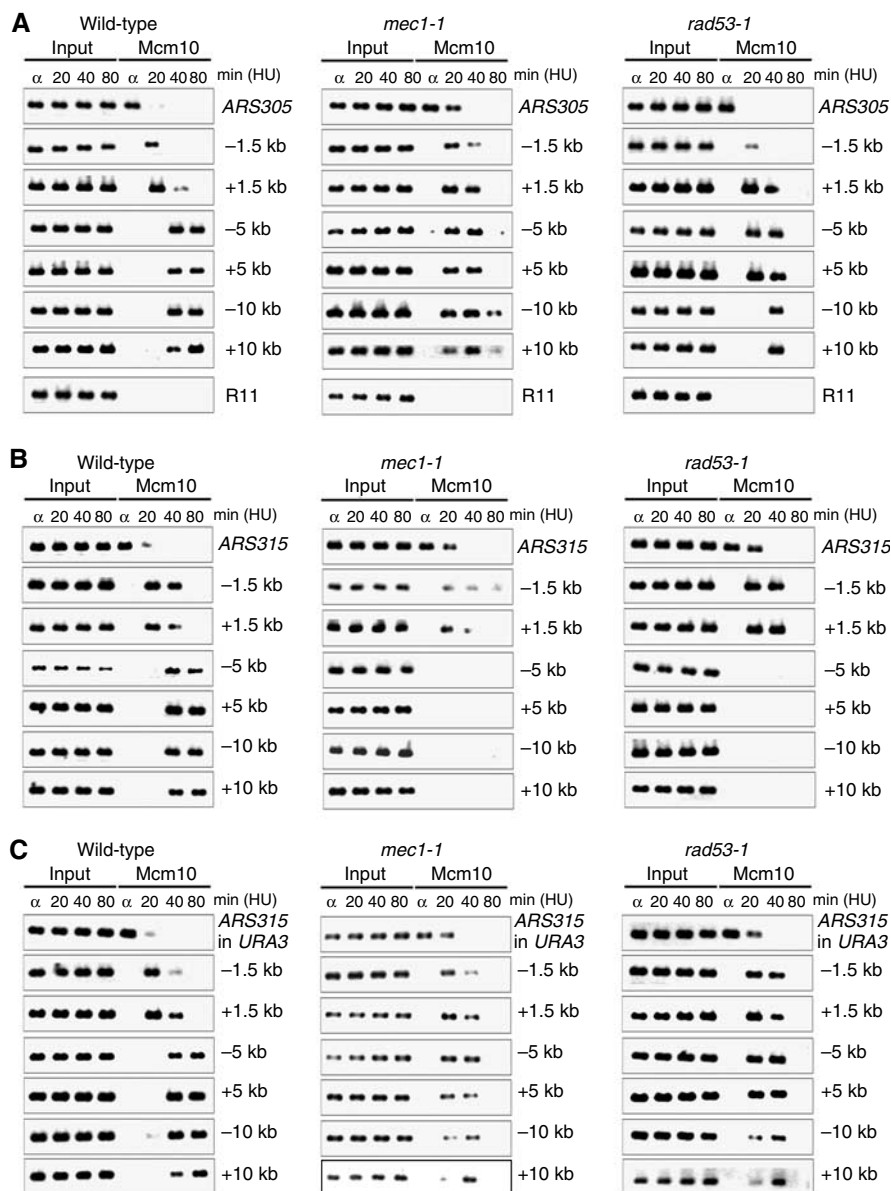 A
Wild-type mec1-1 rad53-1
Input Mcm10 Input Mcm10 Input Mcm10
α 20 40 80 α 20 40 80 min (HU) α 20 40 80 α 20 40 80 min (HU) α 20 40 80 α 20 40 80 min (HU)
ARS305 ARS305 ARS305
–1.5 kb –1.5 kb –1.5 kb
+1.5 kb +1.5 kb +1.5 kb
–5 kb –5 kb –5 kb
+5 kb +5 kb +5 kb
–10 kb –10 kb –10 kb
+10 kb +10 kb +10 kb
R11 R11 R11
B
Wild-type mec1-1 rad53-1
Input Mcm10 Input Mcm10 Input Mcm10
α 20 40 80 α 20 40 80 min (HU) α 20 40 80 α 20 40 80 min (HU) α 20 40 80 α 20 40 80 min (HU)
ARS315 ARS315 ARS315
–1.5 kb –1.5 kb –1.5 kb
+1.5 kb +1.5 kb +1.5 kb
–5 kb –5 kb –5 kb
+5 kb +5 kb +5 kb
–10 kb –10 kb –10 kb
+10 kb +10 kb +10 kb
C
Wild-type mec1-1 rad53-1
Input Mcm10 Input Mcm10 Input Mcm10
α 20 40 80 α 20 40 80 min (HU) α 20 40 80 α 20 40 80 min (HU) α 20 40 80 α 20 40 80 min (HU)
ARS315 ARS315 ARS315
in URA3 in URA3 in URA3
–1.5 kb –1.5 kb –1.5 kb
+1.5 kb +1.5 kb +1.5 kb
–5 kb –5 kb –5 kb
+5 kb +5 kb +5 kb
–10 kb –10 kb –10 kb
+10 kb +10 kb +10 kb